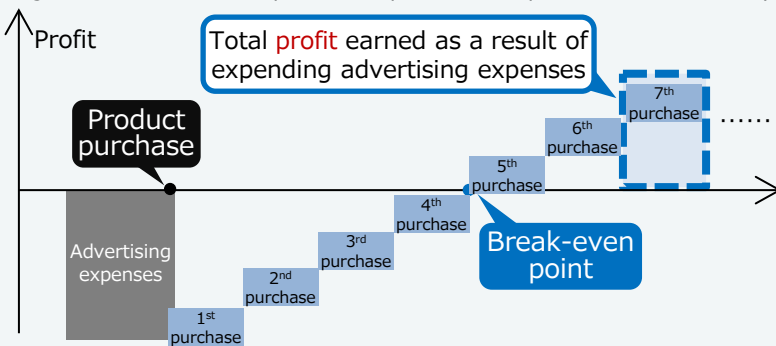 Profit
Total profit earned as a result of
expending advertising expenses
Product
purchase
7th
purchase
......
6th
purchase
5th
purchase
4th
purchase
Break-even
point
Advertising
expenses
3rd
purchase
2nd
purchase
1st
purchase